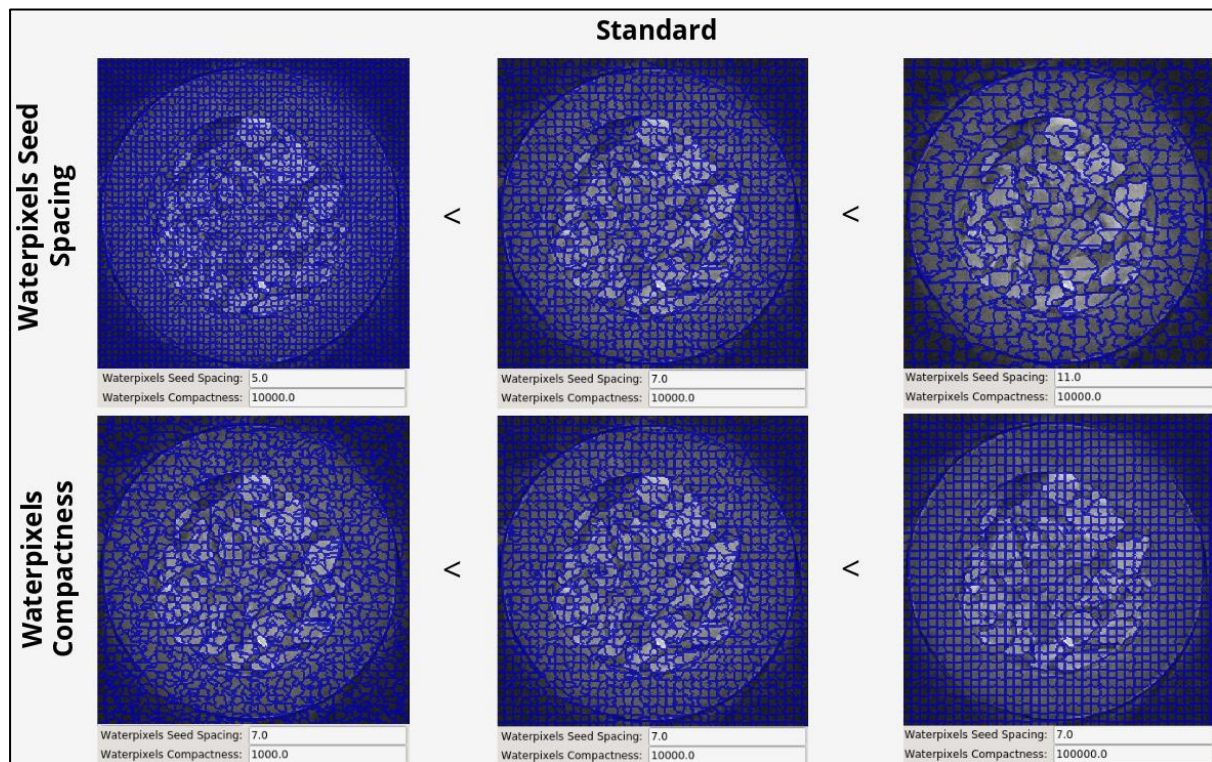 Standard
Waterpixels Seed
Spacing
<
<
Waterpixels Seed Spacing: 5.0
Waterpixels Compactness: 10000.0
Waterpixels Seed Spacing: 7.0
Waterpixels Compactness: 10000.0
Waterpixels Seed Spacing: 11.0
Waterpixels Compactness: 10000.0
Waterpixels
Compactness
<
<
Waterpixels Seed Spacing: 7.0
Waterpixels Compactness: 1000.0
Waterpixels Seed Spacing: 7.0
Waterpixels Compactness: 10000.0
Waterpixels Seed Spacing: 7.0
Waterpixels Compactness: 100000.0